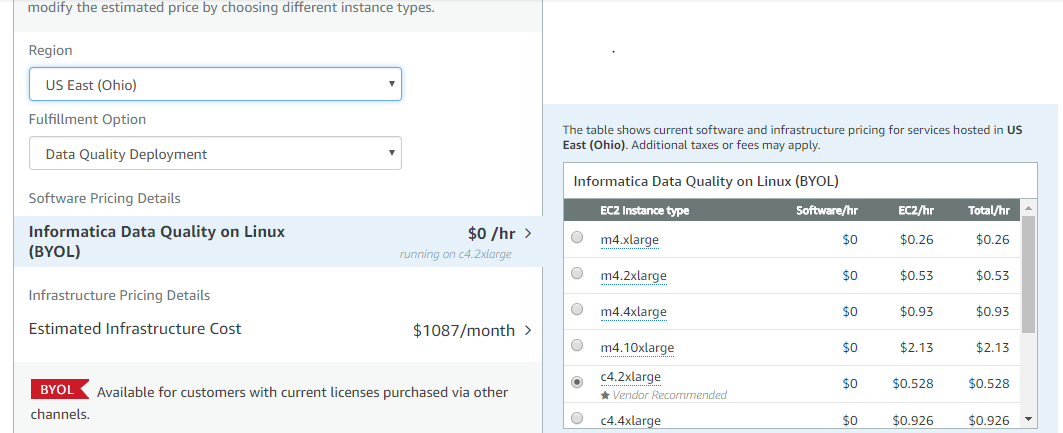 modify the estimated price by choosing different instance types.
Region
US East (Ohio)
Fulfillment Option
Data Quality Deployment
Software Pricing Details
Informatica Data Quality on Linux
(BYOL)
$0 /hr >
running on c4.2xlarge
Infrastructure Pricing Details
Estimated Infrastructure Cost $1087/month >
BYOL Available for customers with current licenses purchased via other
channels.
.
The table shows current software and infrastructure pricing for services hosted in US
East (Ohio). Additional taxes or fees may apply.
Informatica Data Quality on Linux (BYOL)
EC2 Instance type Software/hr EC2/hr Total/hr
m4.xlarge $0 $0.26 $0.26
m4.2xlarge $0 $0.53 $0.53
m4.4xlarge $0 $0.93 $0.93
m4.10xlarge $0 $2.13 $2.13
c4.2xlarge $0 $0.528 $0.528
★ Vendor Recommended
c4.4xlarge $0 $0.926 $0.926